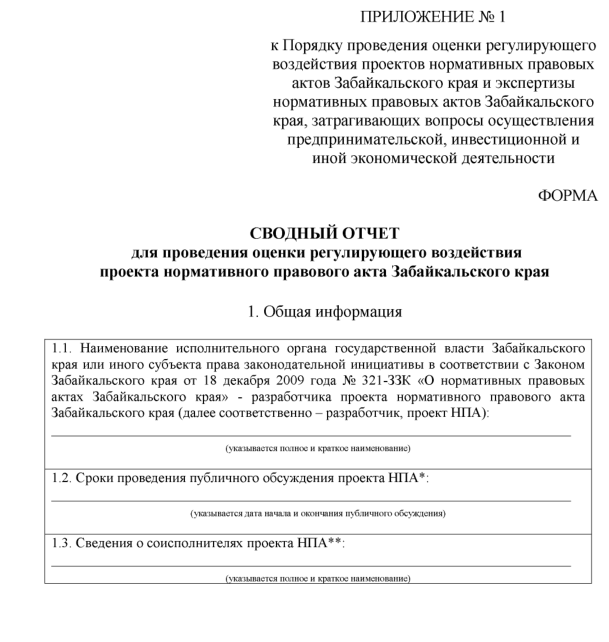 ПРИЛОЖЕНИЕ № 1
к Порядку проведения оценки регулирующего
воздействия проектов нормативных правовых
актов Забайкальского края и экспертизы
нормативных правовых актов Забайкальского
края, затрагивающих вопросы осуществления
предпринимательской, инвестиционной и
иной экономической деятельности
ФОРМА
СВОДНЫЙ ОТЧЕТ
для проведения оценки регулирующего воздействия
проекта нормативного правового акта Забайкальского края
1. Общая информация
1.1. Наименование исполнительного органа государственной власти Забайкальского
края или иного субъекта права законодательной инициативы в соответствии с Законом
Забайкальского края от 18 декабря 2009 года № 321-ЗЗК «О нормативных правовых
актах Забайкальского края» - разработчика проекта нормативного правового акта
Забайкальского края (далее соответственно – разработчик, проект НПА):
(указывается полное и краткое наименование)
1.2. Сроки проведения публичного обсуждения проекта НПА*:
(указывается дата начала и окончания публичного обсуждения)
1.3. Сведения о соисполнителях проекта НПА**:
(указывается полное и краткое наименование)